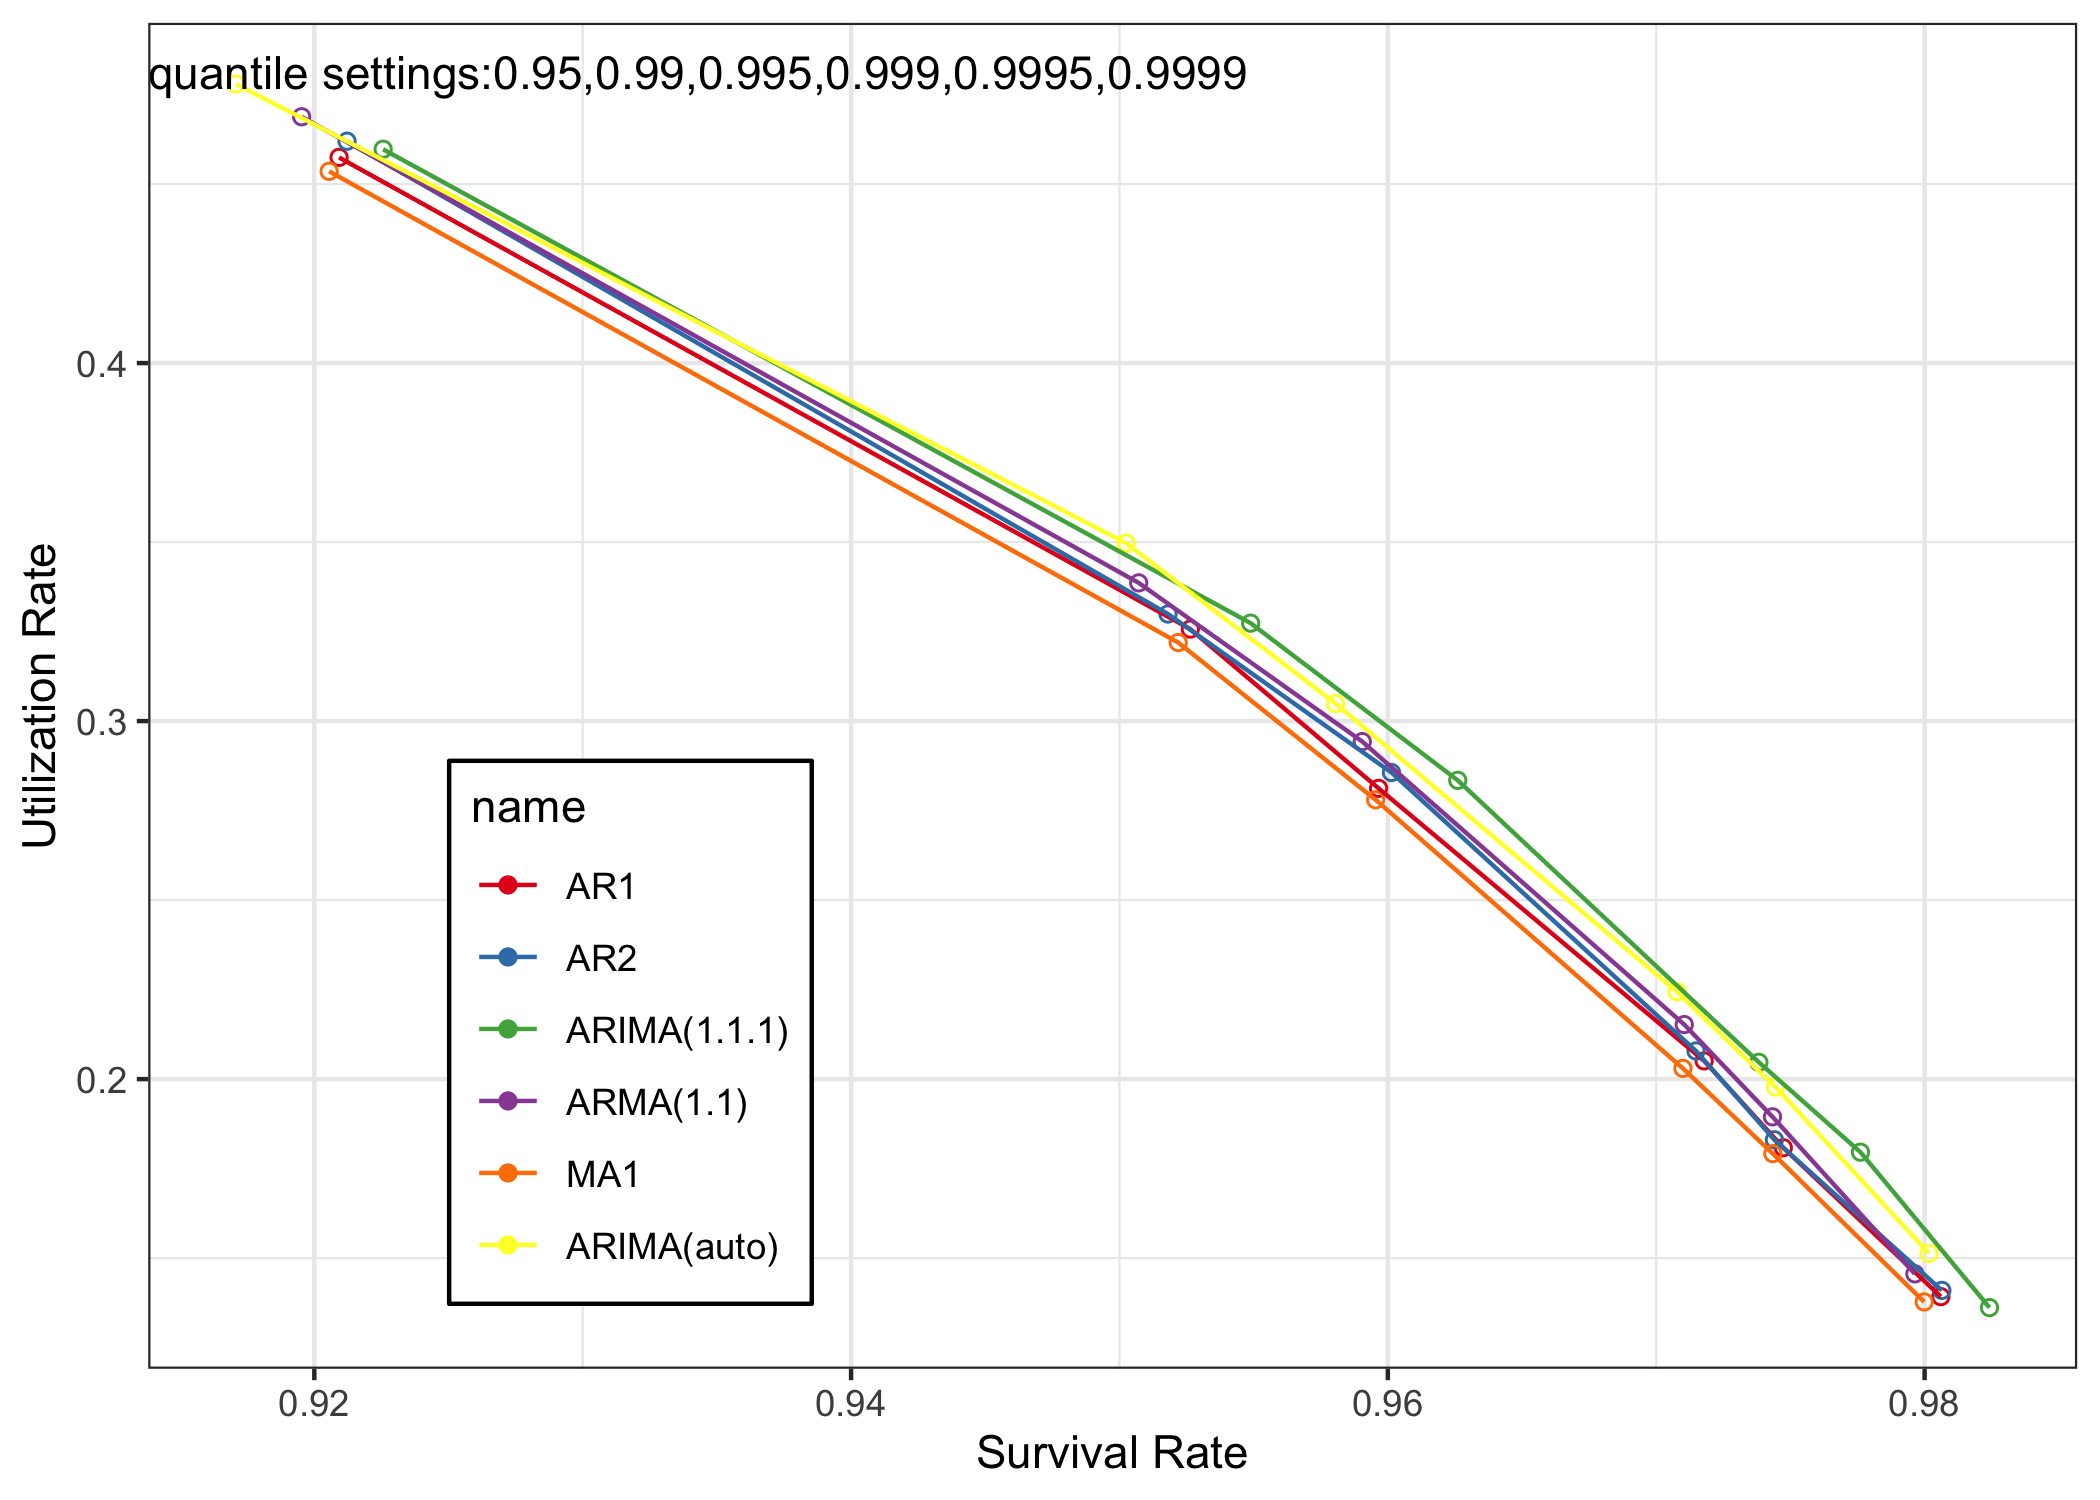 quantile settings:0.95,0.99,0.995,0.999,0.9995,0.9999
Utilization Rate
0.4
0.3
0.2
name
AR1
AR2
ARIMA(1.1.1)
ARMA(1.1)
MA1
ARIMA(auto)
0.92 0.94 0.96 0.98
Survival Rate